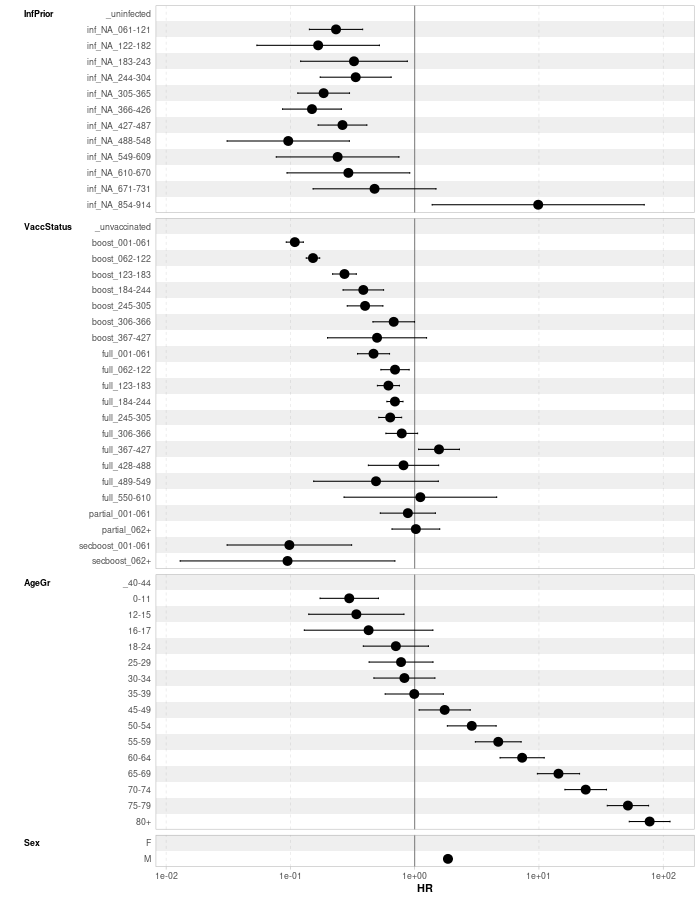 InfPrior _uninfected
inf_NA_061-121
inf_NA_122-182
inf_NA_183-243
inf_NA_244-304
inf_NA_305-365
inf_NA_366-426
inf_NA_427-487
inf_NA_488-548
inf_NA_549-609
inf_NA_610-670
inf_NA_671-731
inf_NA_854-914
VaccStatus _unvaccinated
boost_001-061
boost_062-122
boost_123-183
boost_184-244
boost_245-305
boost_306-366
boost_367-427
full_001-061
full_062-122
full_123-183
full_184-244
full_245-305
full_306-366
full_367-427
full_428-488
full_489-549
full_550-610
partial_001-061
partial_062+
secboost_001-061
secboost_062+
AgeGr _40-44
0-11
12-15
16-17
18-24
25-29
30-34
35-39
45-49
50-54
55-59
60-64
65-69
70-74
75-79
80+
Sex F
M
1e-02 1e-01 1e+00 1e+01 1e+02
HR